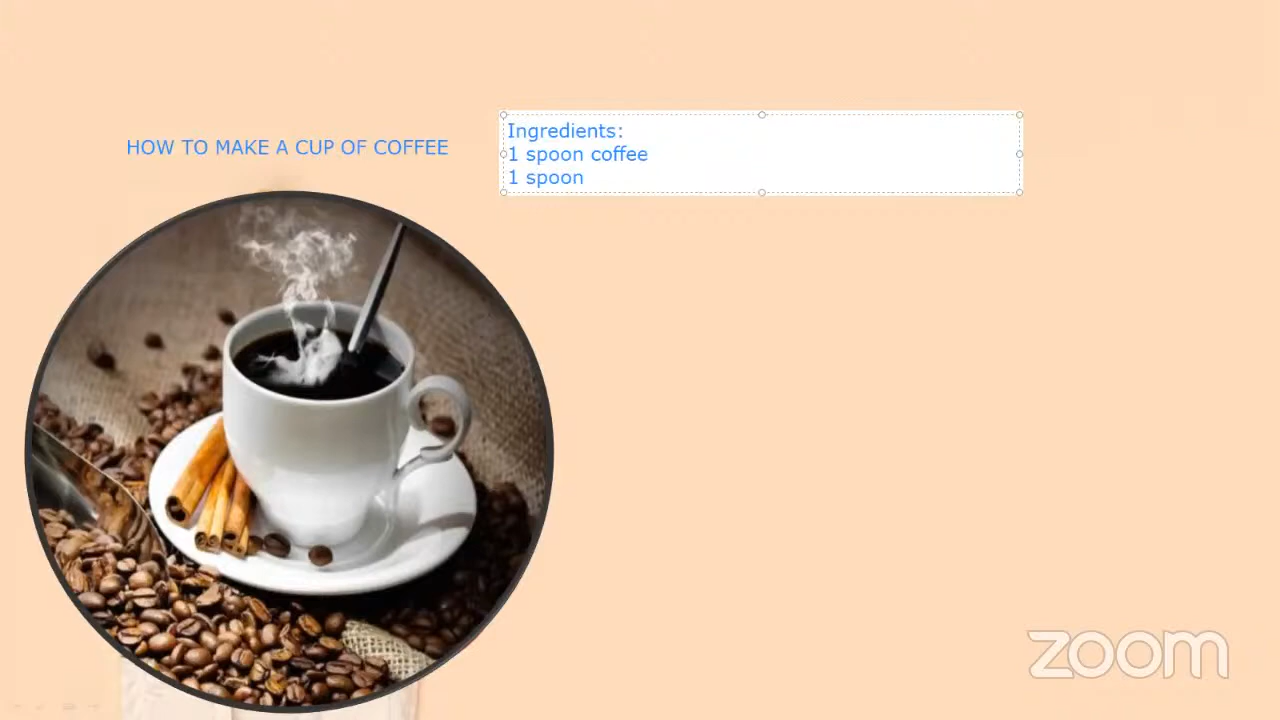 HOW TO MAKE A CUP OF COFFEE
Ingredients:
1 spoon coffee
1 spoon
zoom